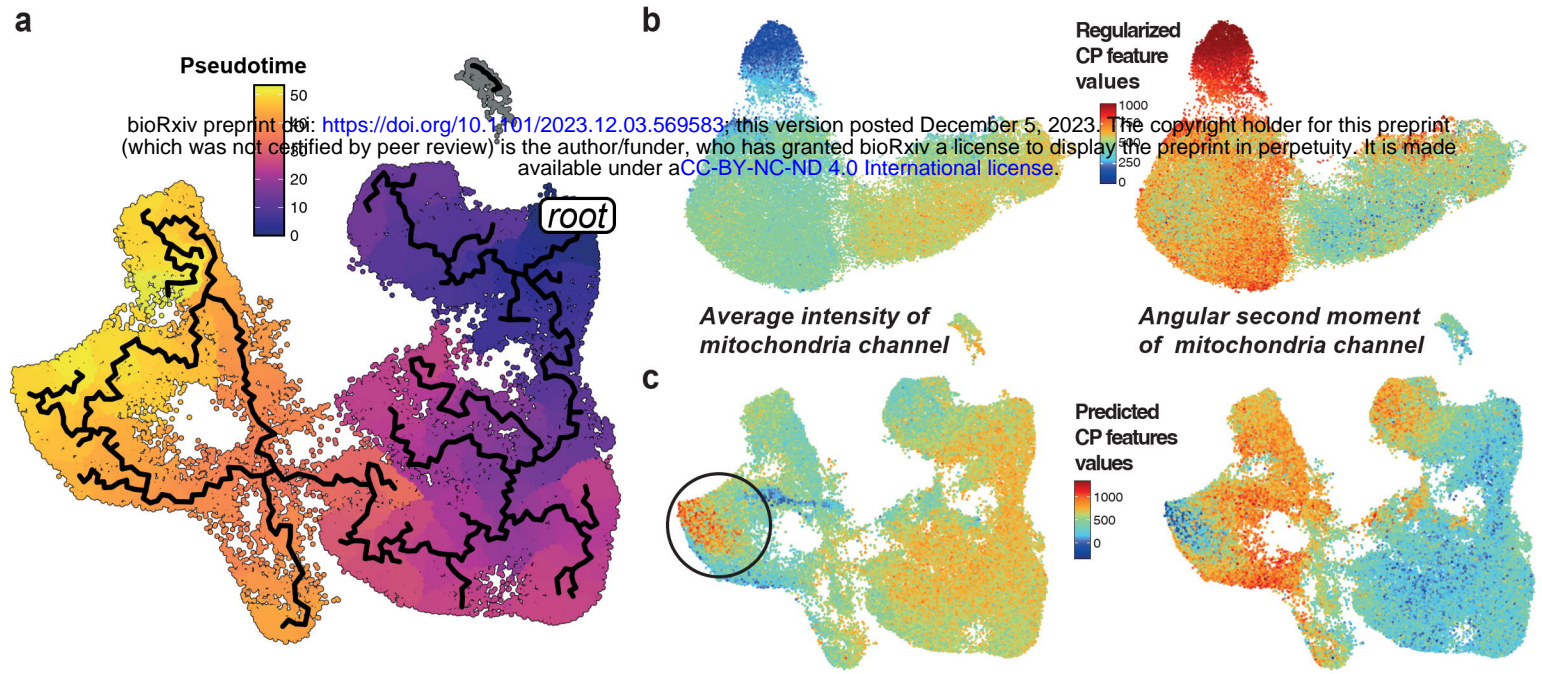 a
b
Pseudotime
50
40
30
20
10
0
root
Regularized
CP feature
values
1000
750
500
250
0
bioRxiv preprint doi: https://doi.org/10.1101/2023.12.03.569583; this version posted December 5, 2023. The copyright holder for this preprint
(which was not certified by peer review) is the author/funder, who has granted bioRxiv a license to display the preprint in perpetuity. It is made
available under aCC-BY-NC-ND 4.0 International license.
Average intensity of
mitochondria channel
Angular second moment
of mitochondria channel
c
Predicted
CP features
values
1000
500
0